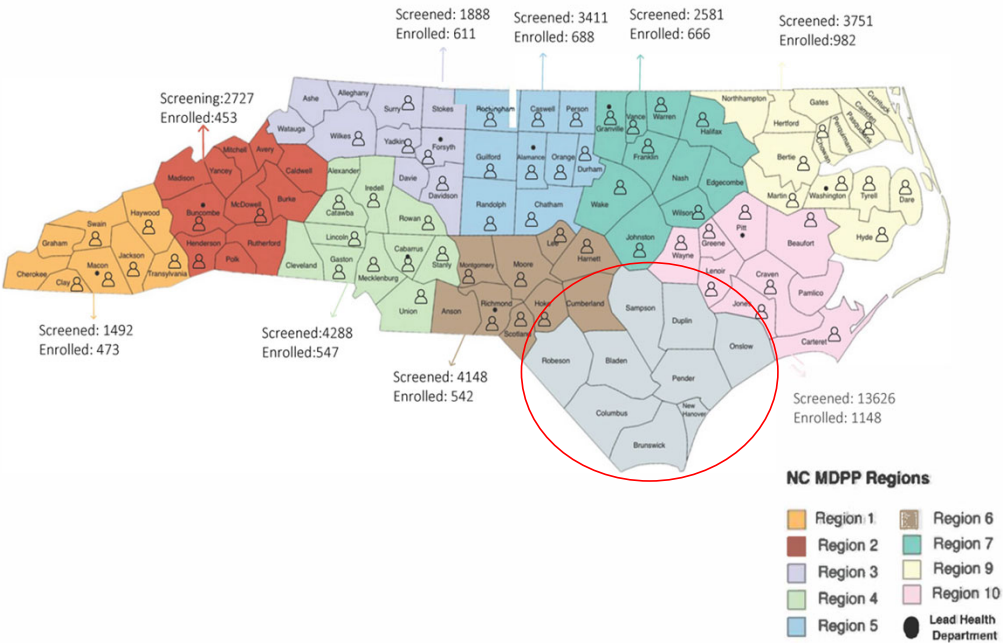 Screened: 1888
Enrolled: 611
Screened: 3411
Enrolled: 688
Screened: 2581
Enrolled: 666
Screened: 3751
Enrolled:982
Screening:2727
Enrolled:453
Ashe
Alleghany
Surry
Stokes
Rockingham
Caswell
Person
Granville
Vance
Warren
Northhampton
Gates
Currituck
Camden
Pasquotank
Perquimans
Chowan
Hertford
Halifax
Watauga
Wilkes
Yadkin
Forsyth
Guilford
Alamance
Orange
Durham
Franklin
Bertie
Mitchell
Avery
Caldwell
Alexander
Iredell
Davie
Davidson
Randolph
Chatham
Wake
Nash
Edgecombe
Martin
Washington
Tyrell
Dare
Madison
Yancey
Burke
McDowell
Buncombe
Catawba
Rowan
Wilson
Pitt
Beaufort
Hyde
Haywood
Swain
Graham
Henderson
Rutherford
Polk
Lincoln
Cabarrus
Lee
Harnett
Johnston
Wayne
Greene
Cleveland
Gaston
Mecklenburg
Stanly
Montgomery
Moore
Lenoir
Craven
Pamlico
Jones
Cherokee
Clay
Macon
Jackson
Transylvania
Union
Anson
Richmond
Hoke
Scotland
Cumberland
Sampson
Duplin
Onslow
Carteret
Robeson
Bladen
Pender
Columbus
New
Hanover
Brunswick
Screened: 1492
Enrolled: 473
Screened:4288
Enrolled:547
Screened: 4148
Enrolled: 542
Screened: 13626
Enrolled: 1148
NC MDPP Regions
Region 1
Region 2
Region 3
Region 4
Region 5
Region 6
Region 7
Region 9
Region 10
Lead Health
Department